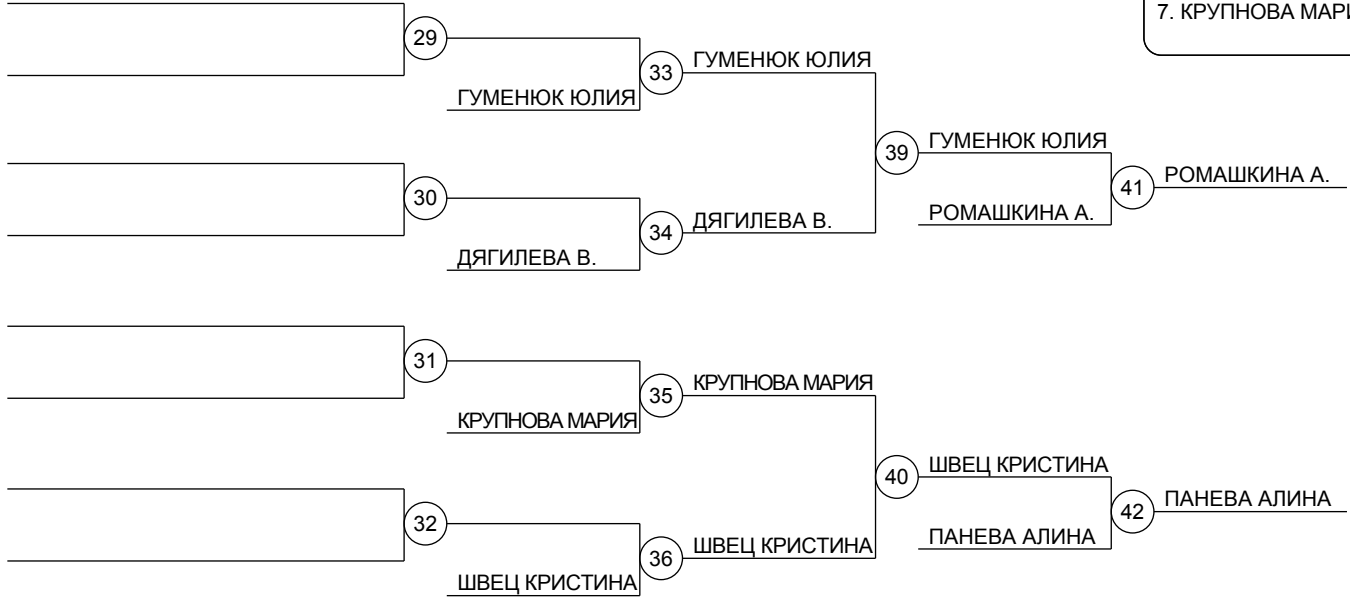 7. КРУПНОВА
29
33
ГУМЕНЮК ЮЛИЯ
ГУМЕНЮК ЮЛИЯ
39
ГУМЕНЮК ЮЛИЯ
41
РОМАШКИНА А.
30
РОМАШКИНА А.
34
ДЯГИЛЕВА В.
ДЯГИЛЕВА В.
31
35
КРУПНОВА МАРИЯ
КРУПНОВА МАРИЯ
40
ШВЕЦ КРИСТИНА
42
ПАНЕВА АЛИНА
32
ПАНЕВА АЛИНА
36
ШВЕЦ КРИСТИНА
ШВЕЦ КРИСТИНА